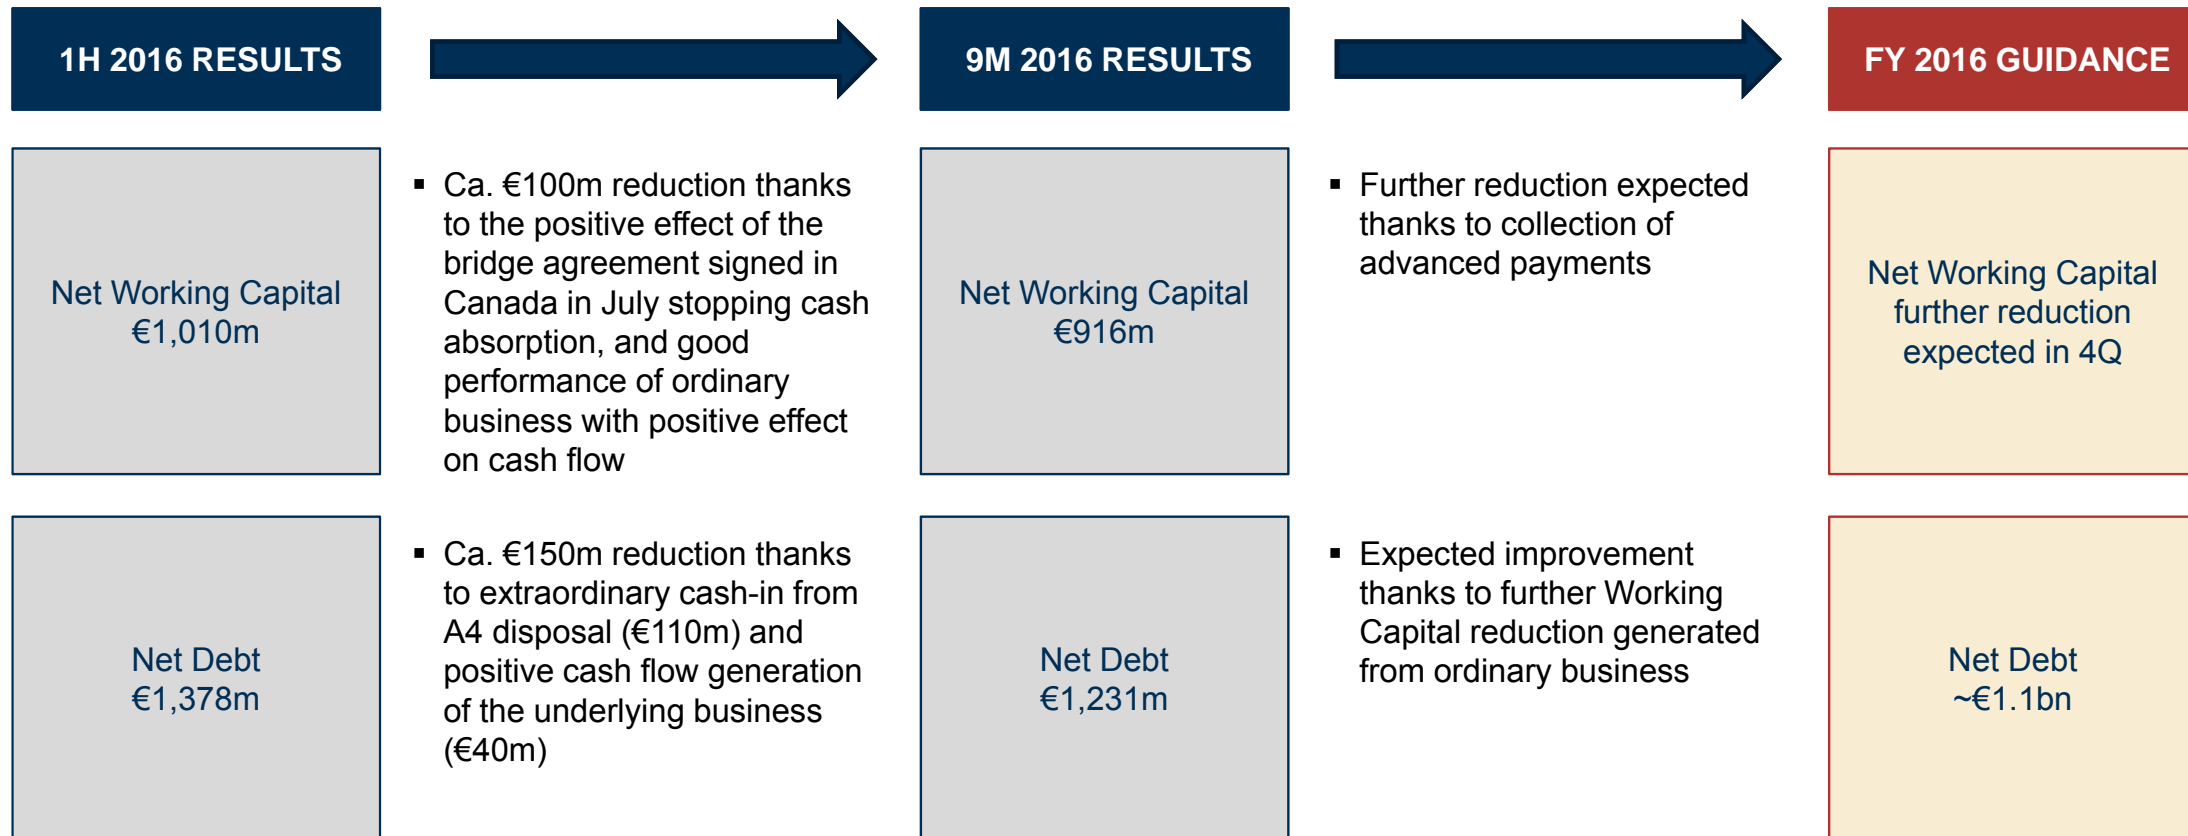 1H 2016 RESULTS
9M 2016 RESULTS
FY 2016 GUIDANCE
Net Working Capital
€1,010m
▪ Ca. €100m reduction thanks
to the positive effect of the
bridge agreement signed in
Canada in July stopping cash
absorption, and good
performance of ordinary
business with positive effect
on cash flow
Net Working Capital
€916m
▪ Further reduction expected
thanks to collection of
advanced payments
Net Working Capital
further reduction
expected in 4Q
Net Debt
€1,378m
▪ Ca. €150m reduction thanks
to extraordinary cash-in from
A4 disposal (€110m) and
positive cash flow generation
of the underlying business
(€40m)
Net Debt
€1,231m
▪ Expected improvement
thanks to further Working
Capital reduction generated
from ordinary business
Net Debt
~€1.1bn